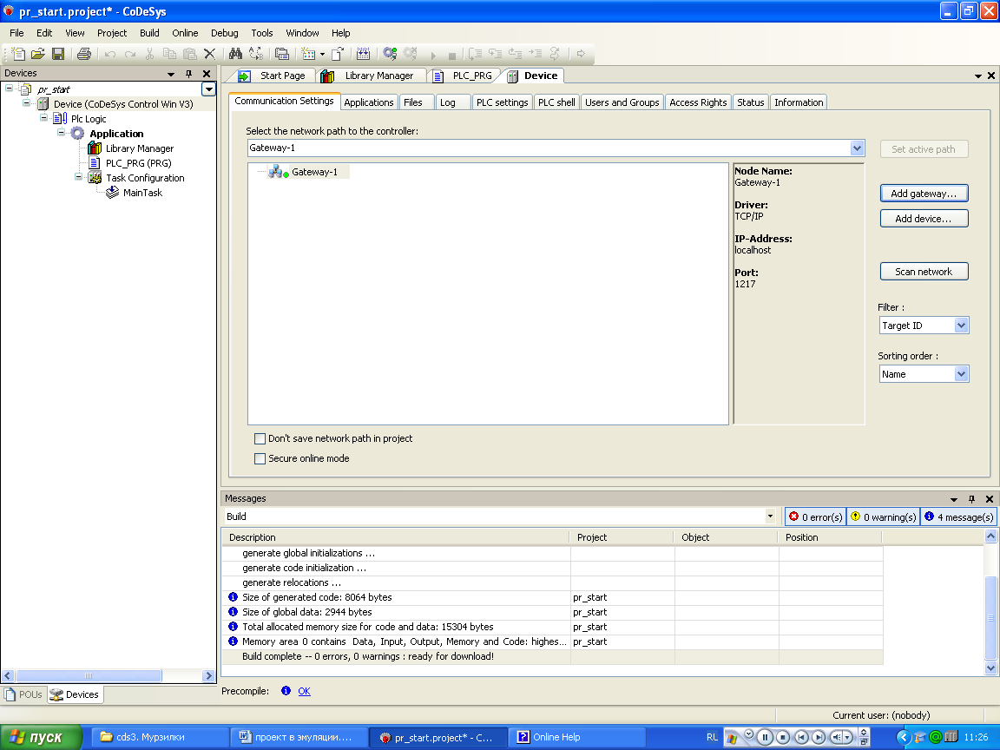 pr_start.project* - CoDeSys
File Edit View Project Build Online Debug Tools Window Help
Devices
pr_start
Device (CoDeSys Control Win V3)
Plc Logic
Application
Library Manager
PLC_PRG (PRG)
Task Configuration
MainTask
POUs Devices
Start Page Library Manager PLC_PRG Device
Communication Settings Applications Files Log PLC settings PLC shell Users and Groups Access Rights Status Information
Select the network path to the controller:
Gateway-1
Gateway-1
Node Name:
Gateway-1
Driver:
TCP/IP
IP-Address:
localhost
Port:
1217
Set active path
Add gateway...
Add device...
Scan network
Filter :
Target ID
Sorting order :
Name
Don't save network path in project
Secure online mode
Messages
Build 0 error(s) 0 warning(s) 4 message(s)
Description Project Object Position
generate global initializations ...
generate code initialization ...
generate relocations ...
Size of generated code: 8064 bytes pr_start
Size of global data: 2944 bytes pr_start
Total allocated memory size for code and data: 15304 bytes pr_start
Memory area 0 contains Data, Input, Output, Memory and Code: highes... pr_start
Build complete -- 0 errors, 0 warnings : ready for download!
Precompile: OK
Current user: (nobody)
пуск cds3. Мурзилки проект в эмуляции.... pr_start.project* - C... Online Help RL 11:26